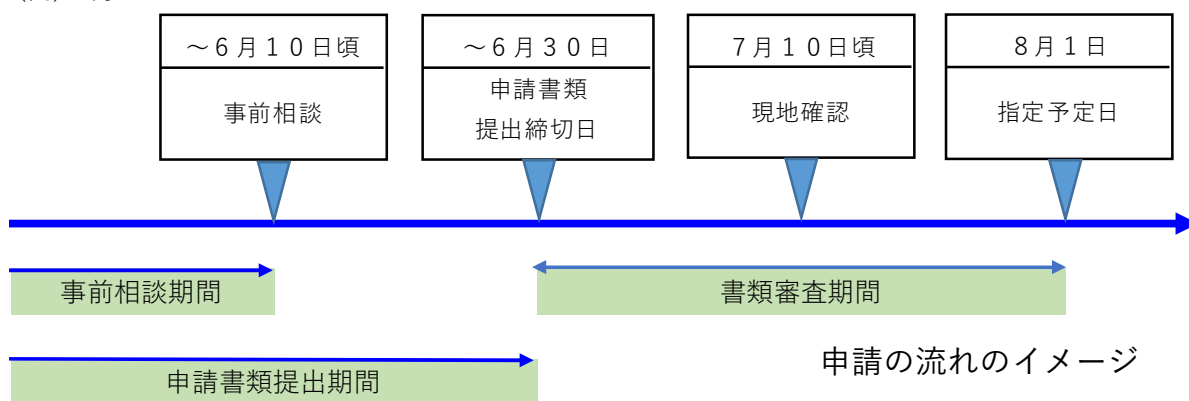 ～６月１０日頃
事前相談
～６月３０日
申請書類
提出締切日
７月１０日頃
現地確認
８月１日
指定予定日
事前相談期間
書類審査期間
申請書類提出期間
申請の流れのイメージ